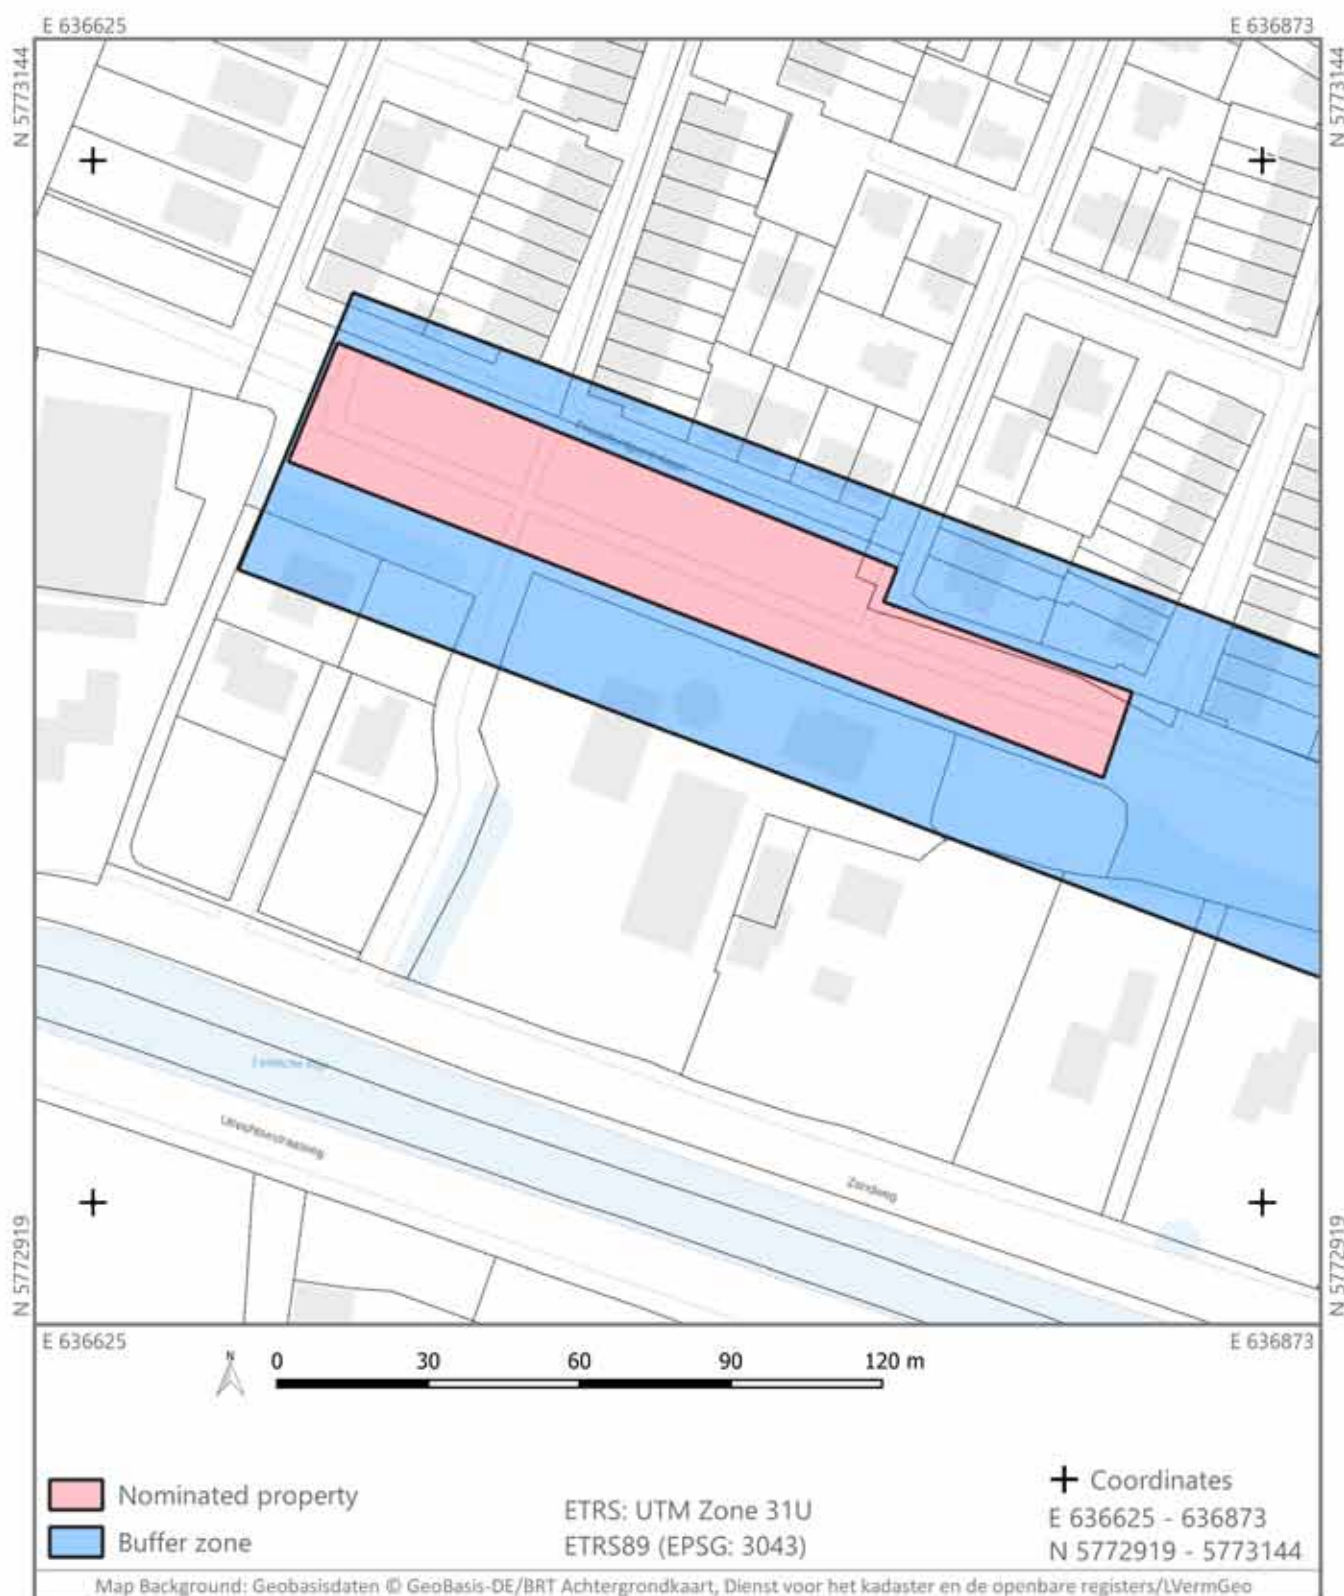 E 636625
E 636873
N 5773144
N 5773144
Utrechtsestraatweg
Zandweg
N 5772919
N 5772919
E 636625
E 636873
N
0 30 60 90 120 m
Nominated property
Buffer zone
ETRS: UTM Zone 31U
ETRS89 (EPSG: 3043)
Coordinates
E 636625 - 636873
N 5772919 - 5773144
Map Background: Geobasisdaten © GeoBasis-DE/BRT Achtergrondkaart, Dienst voor het kadaster en de openbare registers/LVermGeo